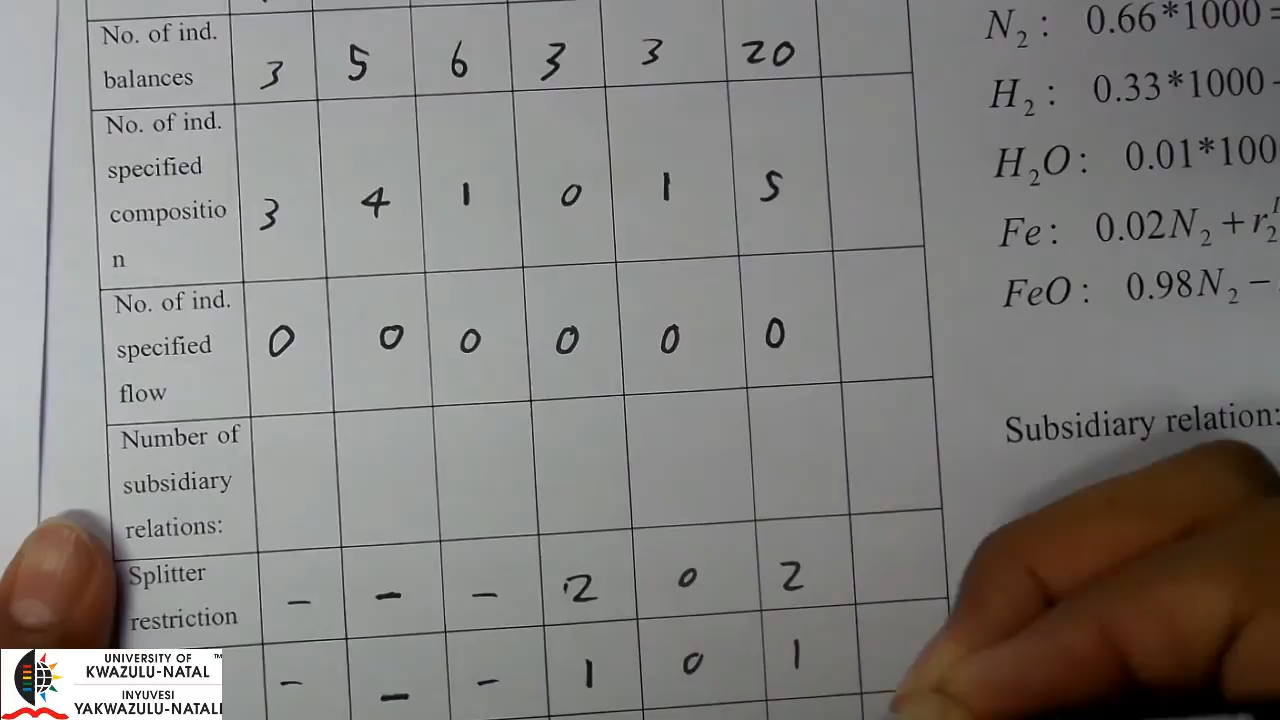 No. of ind.
balances 3 5 6 3 3 20
No. of ind.
specified
compositio
n 3 4 1 0 1 5
No. of ind.
specified
flow 0 0 0 0 0 0
Number of
subsidiary
relations:
Splitter
restriction – – – 2 0 2
– – – 1 0 1
N₂ : 0.66*1000 =
H₂ : 0.33*1000
H₂O : 0.01*100
Fe : 0.02N₂ + r₂
FeO : 0.98N₂ –
Subsidiary relation:
UNIVERSITY OF ™
KWAZULU-NATAL
INYUVESI
YAKWAZULU-NATALI